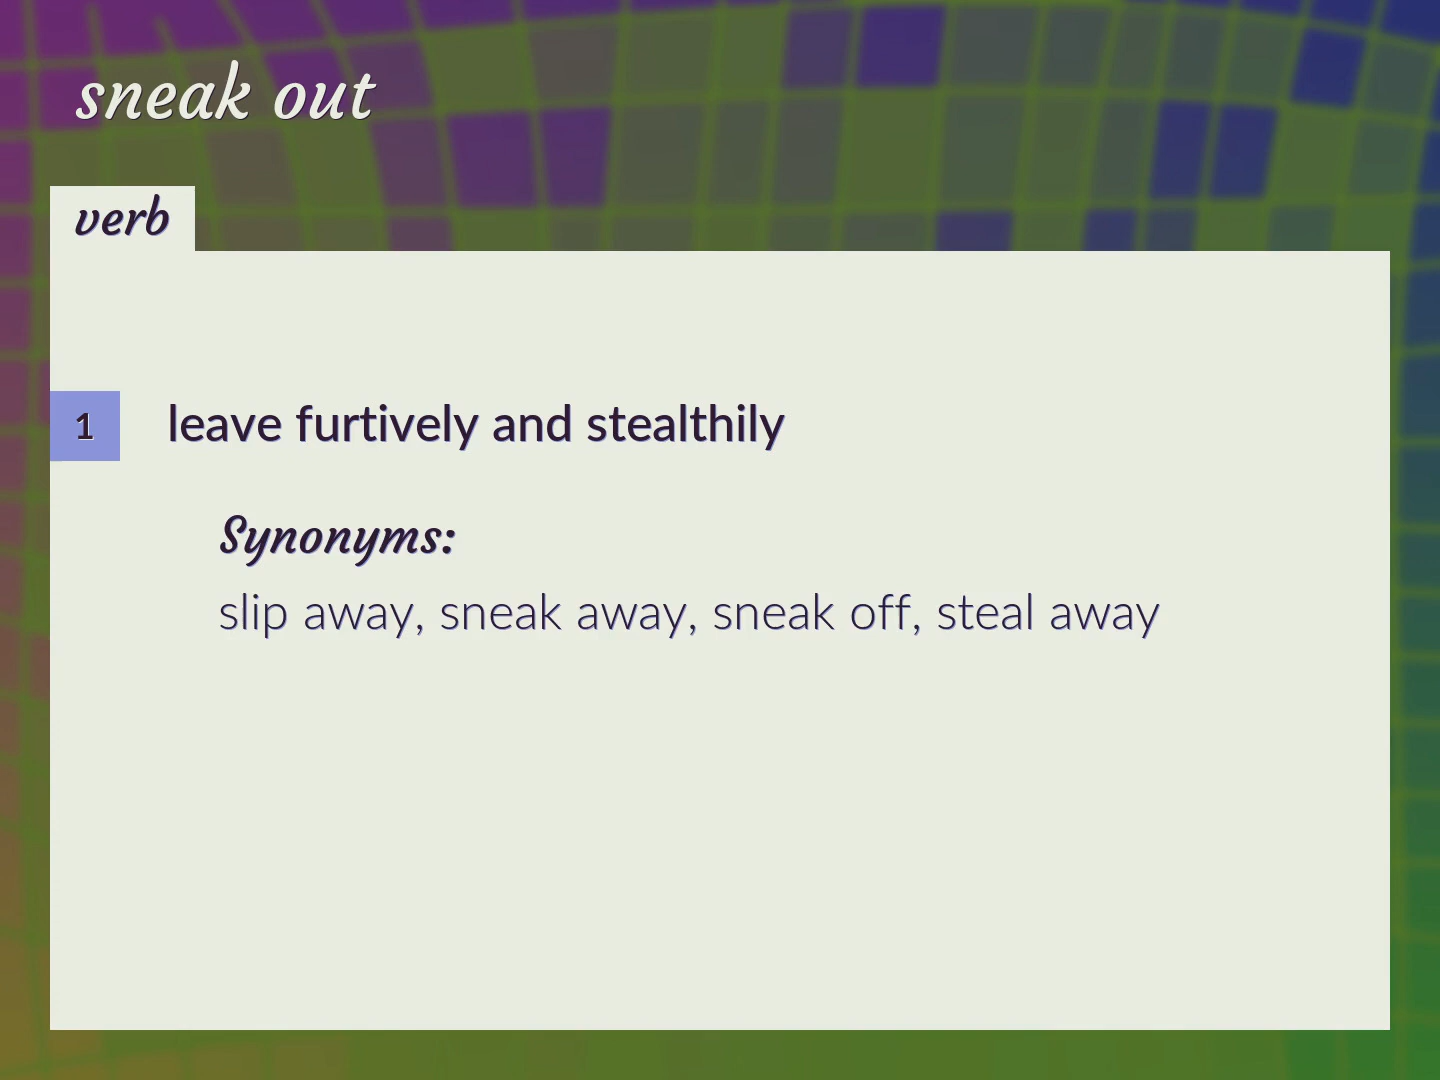 sneak out
verb
1 leave furtively and stealthily
Synonyms:
slip away, sneak away, sneak off, steal away